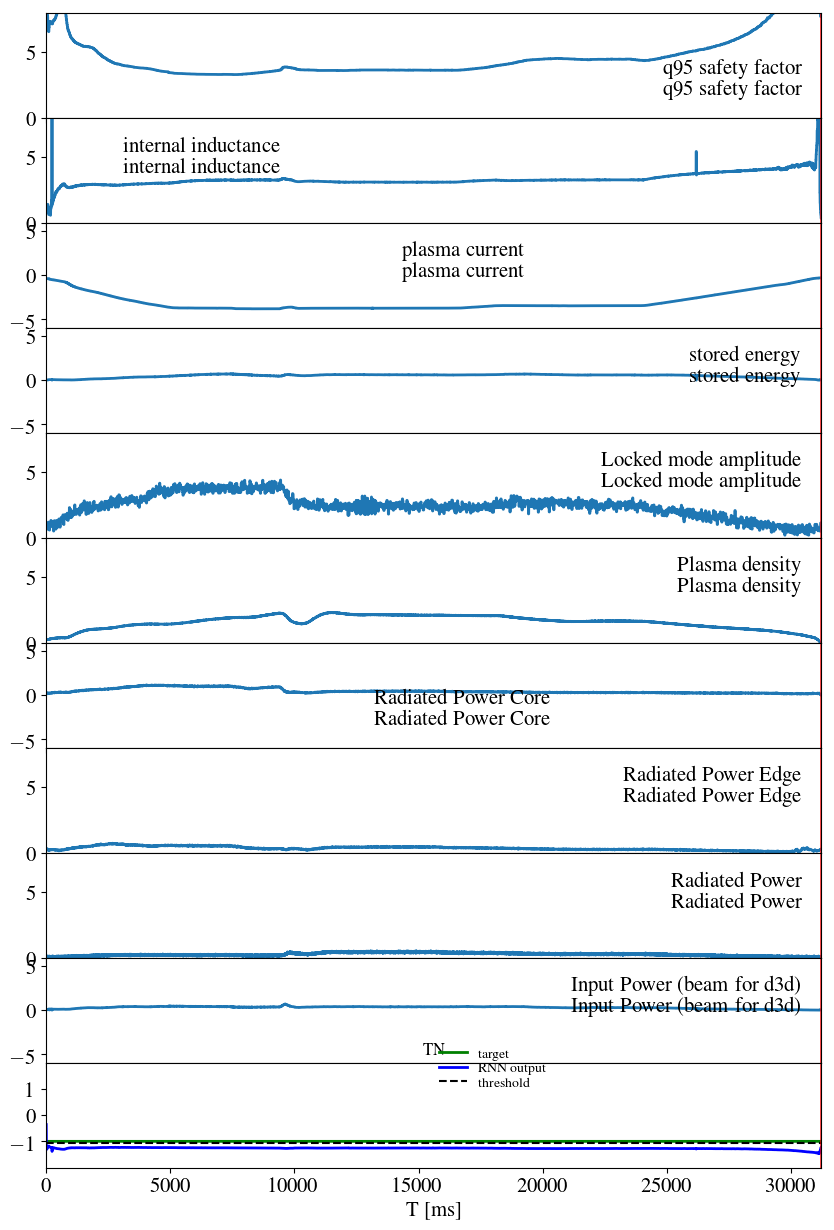 5
q95 safety factor
q95 safety factor
0
internal inductance
5
internal inductance
0
5
plasma current
0
plasma current
−5
5
stored energy
0
stored energy
−5
Locked mode amplitude
5
Locked mode amplitude
0
Plasma density
5
Plasma density
0
5
0
Radiated Power Core
Radiated Power Core
−5
Radiated Power Edge
5
Radiated Power Edge
0
Radiated Power
5
Radiated Power
0
5
Input Power (beam for d3d)
0
Input Power (beam for d3d)
−5
TN
target
RNN output
threshold
1
0
−1
0 5000 10000 15000 20000 25000 30000
T [ms]